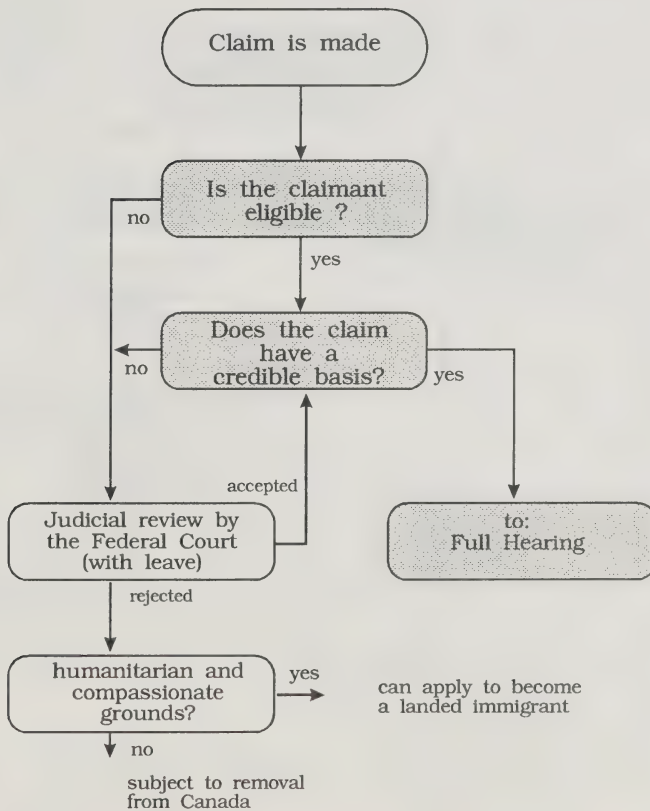 Claim is made
Is the claimant
eligible ?
no
yes
Does the claim
have a
credible basis?
no
yes
accepted
Judicial review by
the Federal Court
(with leave)
to:
Full Hearing
rejected
humanitarian and
compassionate
grounds?
yes
can apply to become
a landed immigrant
no
subject to removal
from Canada